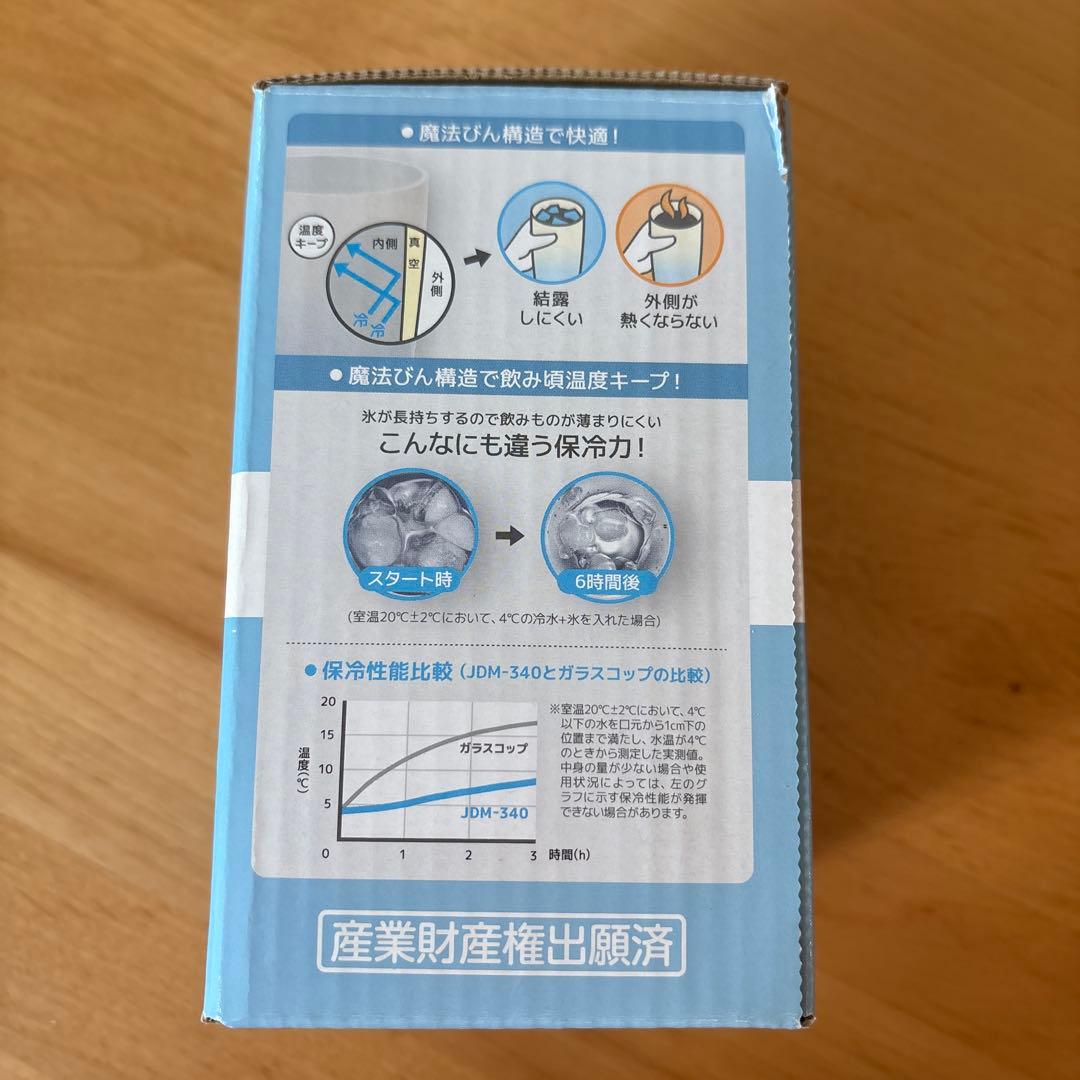 ●魔法びん構造で快適！
温度
キープ
内側
真空
外側
冷
冷
結露
しにくい
外側が
熱くならない
●魔法びん構造で飲み頃温度キープ！
氷が長持ちするので飲みものが薄まりにくい
こんなにも違う保冷力！
スタート時
6時間後
(室温20℃±2℃において、4℃の冷水+氷を入れた場合)
●保冷性能比較（JDM-340とガラスコップの比較）
温度(℃)
20
15
10
5
0
1
2
3
時間(h)
ガラスコップ
JDM-340
※室温20℃±2℃において、4℃
以下の水を口元から1cm下の
位置まで満たし、水温が4℃
のときから測定した実測値。
中身の量が少ない場合や使
用状況によっては、左のグ
ラフに示す保冷性能が発揮
できない場合があります。
産業財産権出願済